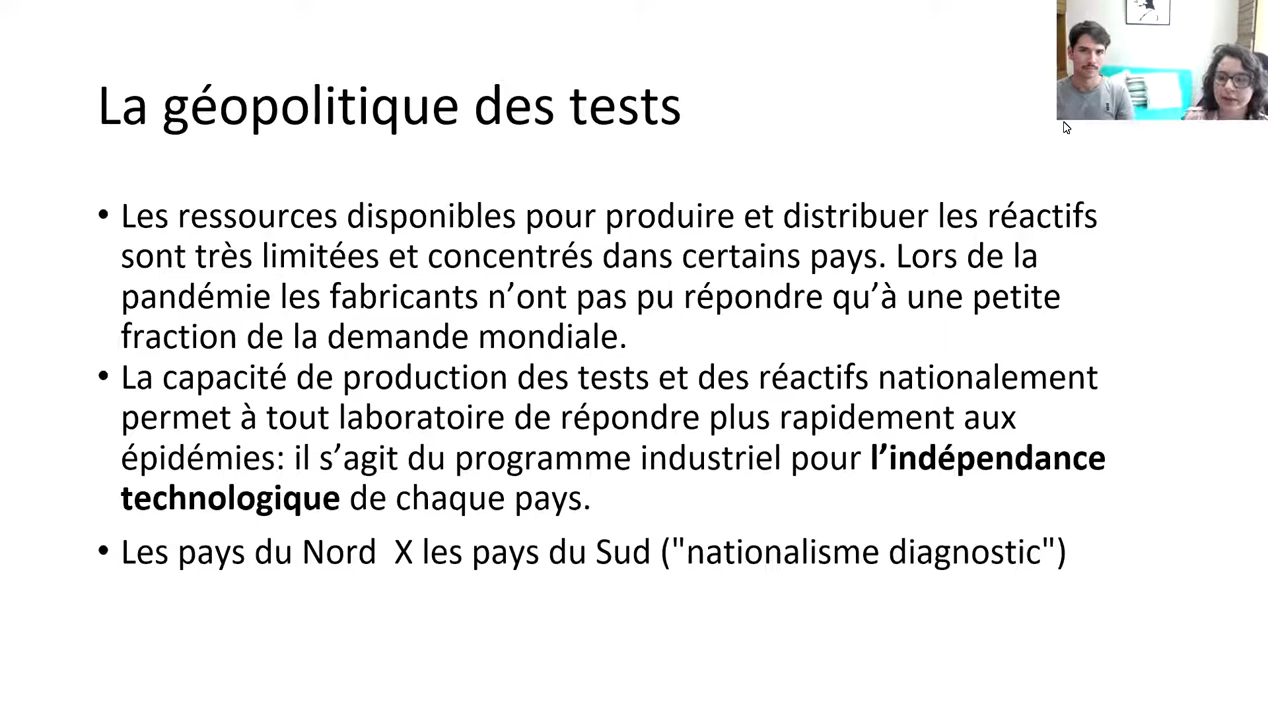 La géopolitique des tests
• Les ressources disponibles pour produire et distribuer les réactifs
sont très limitées et concentrés dans certains pays. Lors de la
pandémie les fabricants n’ont pas pu répondre qu’à une petite
fraction de la demande mondiale.
• La capacité de production des tests et des réactifs nationalement
permet à tout laboratoire de répondre plus rapidement aux
épidémies: il s’agit du programme industriel pour l’indépendance
technologique de chaque pays.
• Les pays du Nord  X les pays du Sud ("nationalisme diagnostic")